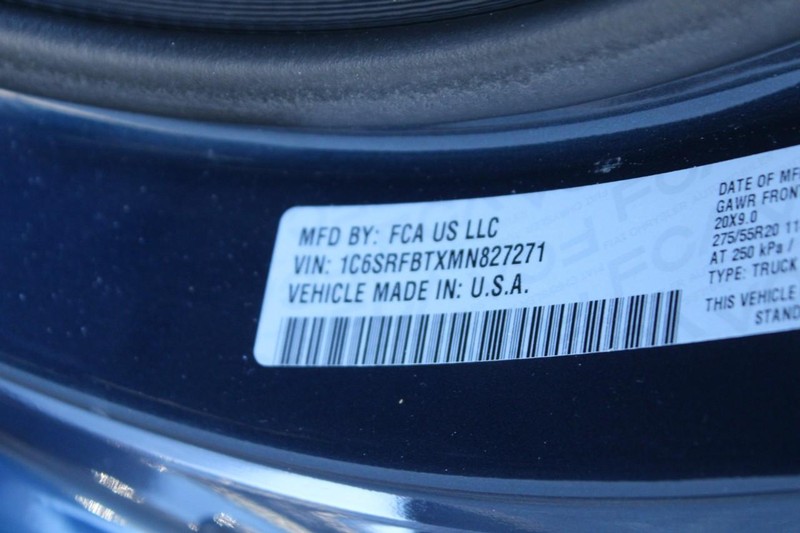 MFD BY: FCA US LLC
VIN: 1C6SRFBTXMN827271
VEHICLE MADE IN: U.S.A.
DATE OF MF
GAWR FRONT
20X9.0
275/55R20 11
AT 250 kPa /
TYPE: TRUCK
THIS VEHICLE
STAND